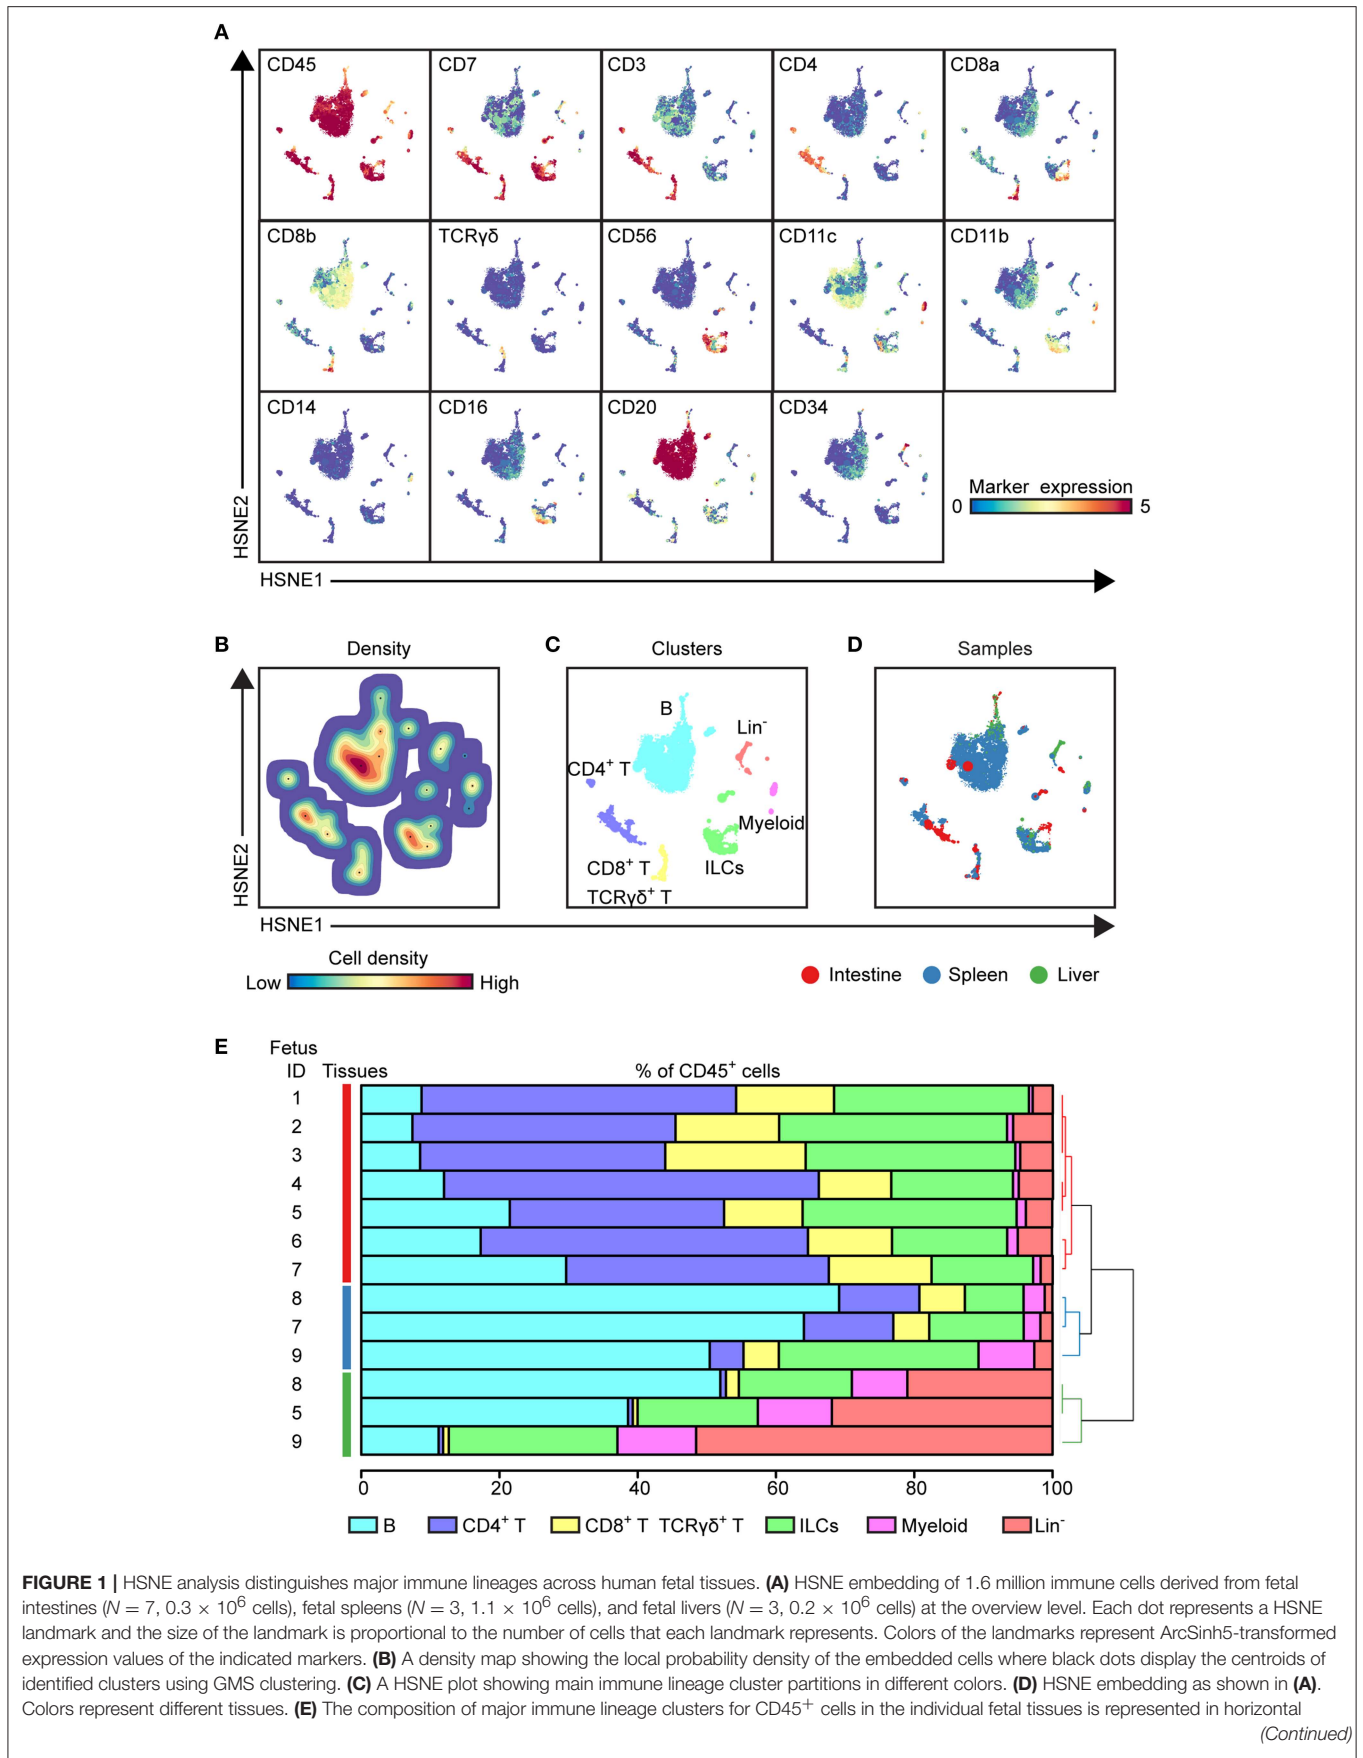 A
CD45
CD7
CD3
CD4
CD8a
CD8b
TCRγδ
CD56
CD11c
CD11b
CD14
CD16
CD20
CD34
Marker expression
0 5
HSNE2
HSNE1
B
Density
C
Clusters
D
Samples
B
Lin⁻
CD4⁺ T
Myeloid
CD8⁺ T
ILCs
TCRγδ⁺ T
HSNE2
HSNE1
Cell density
Low High
Intestine Spleen Liver
E
Fetus
ID Tissues % of CD45⁺ cells
1
2
3
4
5
6
7
8
7
9
8
5
9
0 20 40 60 80 100
B CD4⁺ T CD8⁺ T TCRγδ⁺ T ILCs Myeloid Lin⁻
FIGURE 1 | HSNE analysis distinguishes major immune lineages across human fetal tissues. (A) HSNE embedding of 1.6 million immune cells derived from fetal
intestines (N = 7, 0.3 × 10⁶ cells), fetal spleens (N = 3, 1.1 × 10⁶ cells), and fetal livers (N = 3, 0.2 × 10⁶ cells) at the overview level. Each dot represents a HSNE
landmark and the size of the landmark is proportional to the number of cells that each landmark represents. Colors of the landmarks represent ArcSinh5-transformed
expression values of the indicated markers. (B) A density map showing the local probability density of the embedded cells where black dots display the centroids of
identified clusters using GMS clustering. (C) A HSNE plot showing main immune lineage cluster partitions in different colors. (D) HSNE embedding as shown in (A).
Colors represent different tissues. (E) The composition of major immune lineage clusters for CD45+ cells in the individual fetal tissues is represented in horizontal
(Continued)